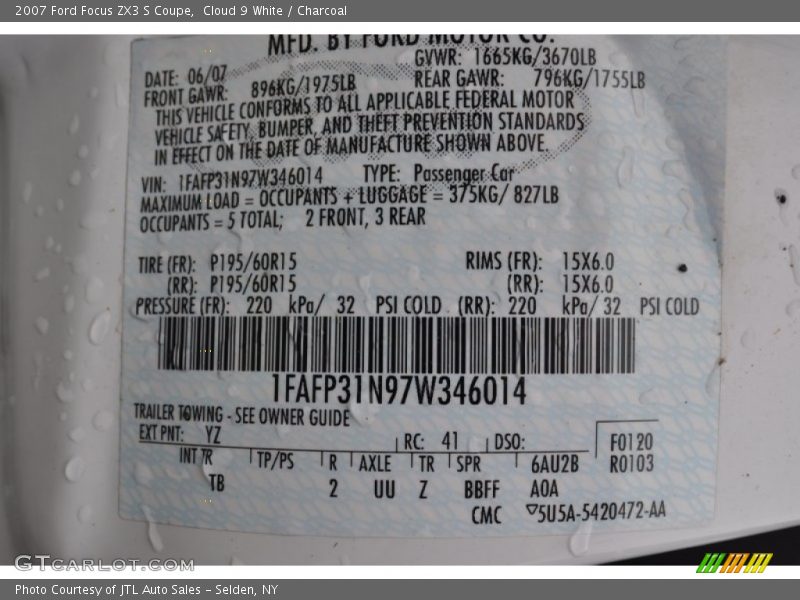 2007 Ford Focus ZX3 S Coupe,  Cloud 9 White / Charcoal
MFD. BY FORD MOTOR CO.
DATE: 06/07 GVWR: 1665KG/3670LB
FRONT GAWR: 896KG/1975LB REAR GAWR: 796KG/1755LB
THIS VEHICLE CONFORMS TO ALL APPLICABLE FEDERAL MOTOR
VEHICLE SAFETY, BUMPER, AND THEFT PREVENTION STANDARDS
IN EFFECT ON THE DATE OF MANUFACTURE SHOWN ABOVE.
VIN: 1FAFP31N97W346014 TYPE: Passenger Car
MAXIMUM LOAD = OCCUPANTS + LUGGAGE = 375KG/ 827LB
OCCUPANTS = 5 TOTAL; 2 FRONT, 3 REAR
TIRE (FR): P195/60R15 RIMS (FR): 15X6.0
(RR): P195/60R15 (RR): 15X6.0
PRESSURE (FR): 220 kPa/ 32 PSI COLD (RR): 220 kPa/ 32 PSI COLD
1FAFP31N97W346014
TRAILER TOWING - SEE OWNER GUIDE
EXT PNT: YZ RC: 41 DSO: F0120
INT TR TP/PS R AXLE TR SPR 6AU2B R0103
TB 2 UU Z BBFF AOA
CMC ▽5U5A-5420472-AA
GTCARLOT.COM
Photo Courtesy of JTL Auto Sales - Selden, NY